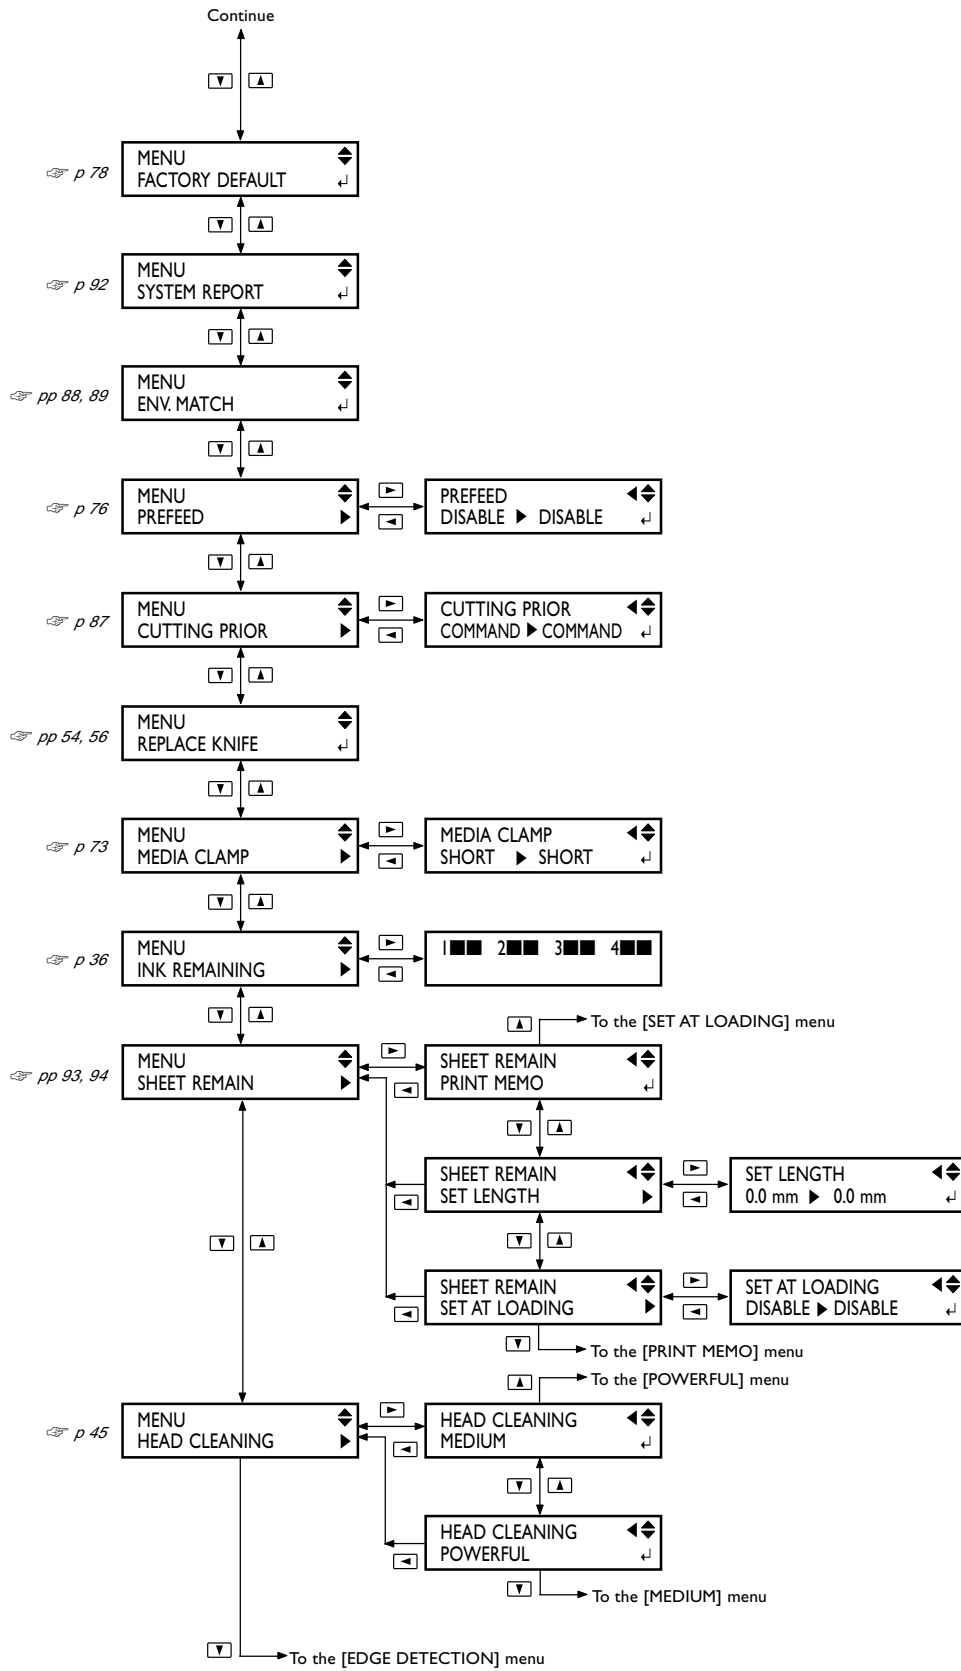 Continue
☞ p 78
MENU
FACTORY DEFAULT
☞ p 92
MENU
SYSTEM REPORT
☞ pp 88, 89
MENU
ENV. MATCH
☞ p 76
MENU
PREFEED
PREFEED
DISABLE ▶ DISABLE
☞ p 87
MENU
CUTTING PRIOR
CUTTING PRIOR
COMMAND ▶ COMMAND
☞ pp 54, 56
MENU
REPLACE KNIFE
☞ p 73
MENU
MEDIA CLAMP
MEDIA CLAMP
SHORT ▶ SHORT
☞ p 36
MENU
INK REMAINING
1■■ 2■■ 3■■ 4■■
To the [SET AT LOADING] menu
☞ pp 93, 94
MENU
SHEET REMAIN
SHEET REMAIN
PRINT MEMO
SHEET REMAIN
SET LENGTH
SET LENGTH
0.0 mm ▶ 0.0 mm
SHEET REMAIN
SET AT LOADING
SET AT LOADING
DISABLE ▶ DISABLE
To the [PRINT MEMO] menu
To the [POWERFUL] menu
☞ p 45
MENU
HEAD CLEANING
HEAD CLEANING
MEDIUM
HEAD CLEANING
POWERFUL
To the [MEDIUM] menu
To the [EDGE DETECTION] menu